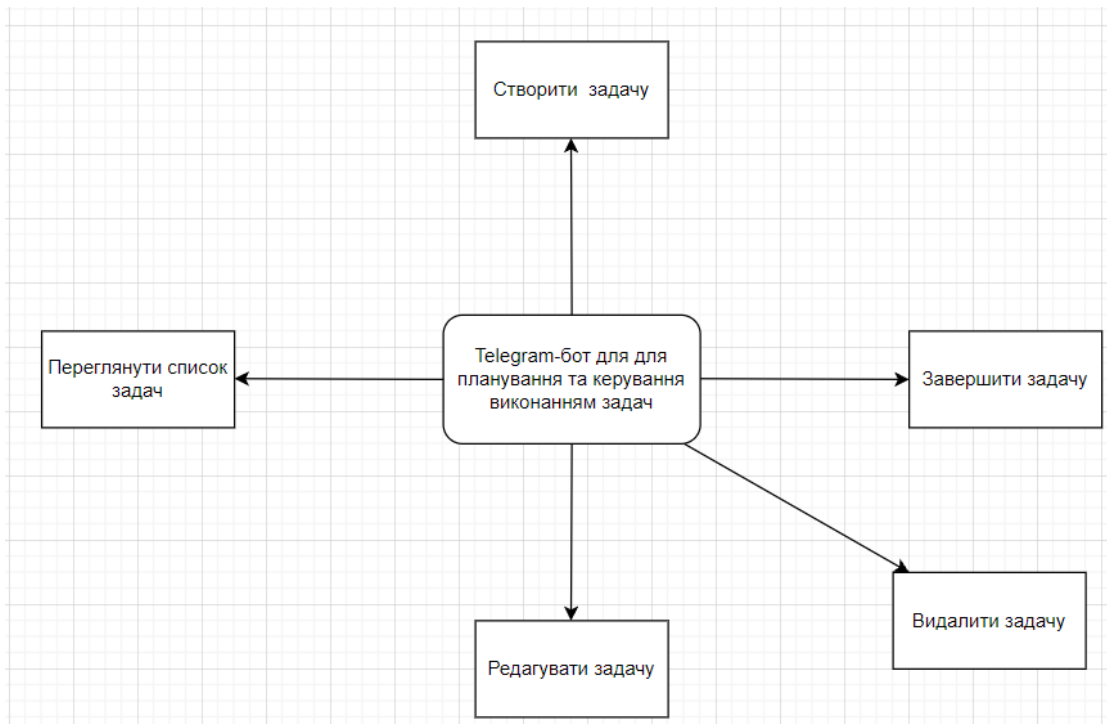 Створити задачу
Переглянути список
задач
Telegram-бот для для
планування та керування
виконанням задач
Завершити задачу
Видалити задачу
Редагувати задачу